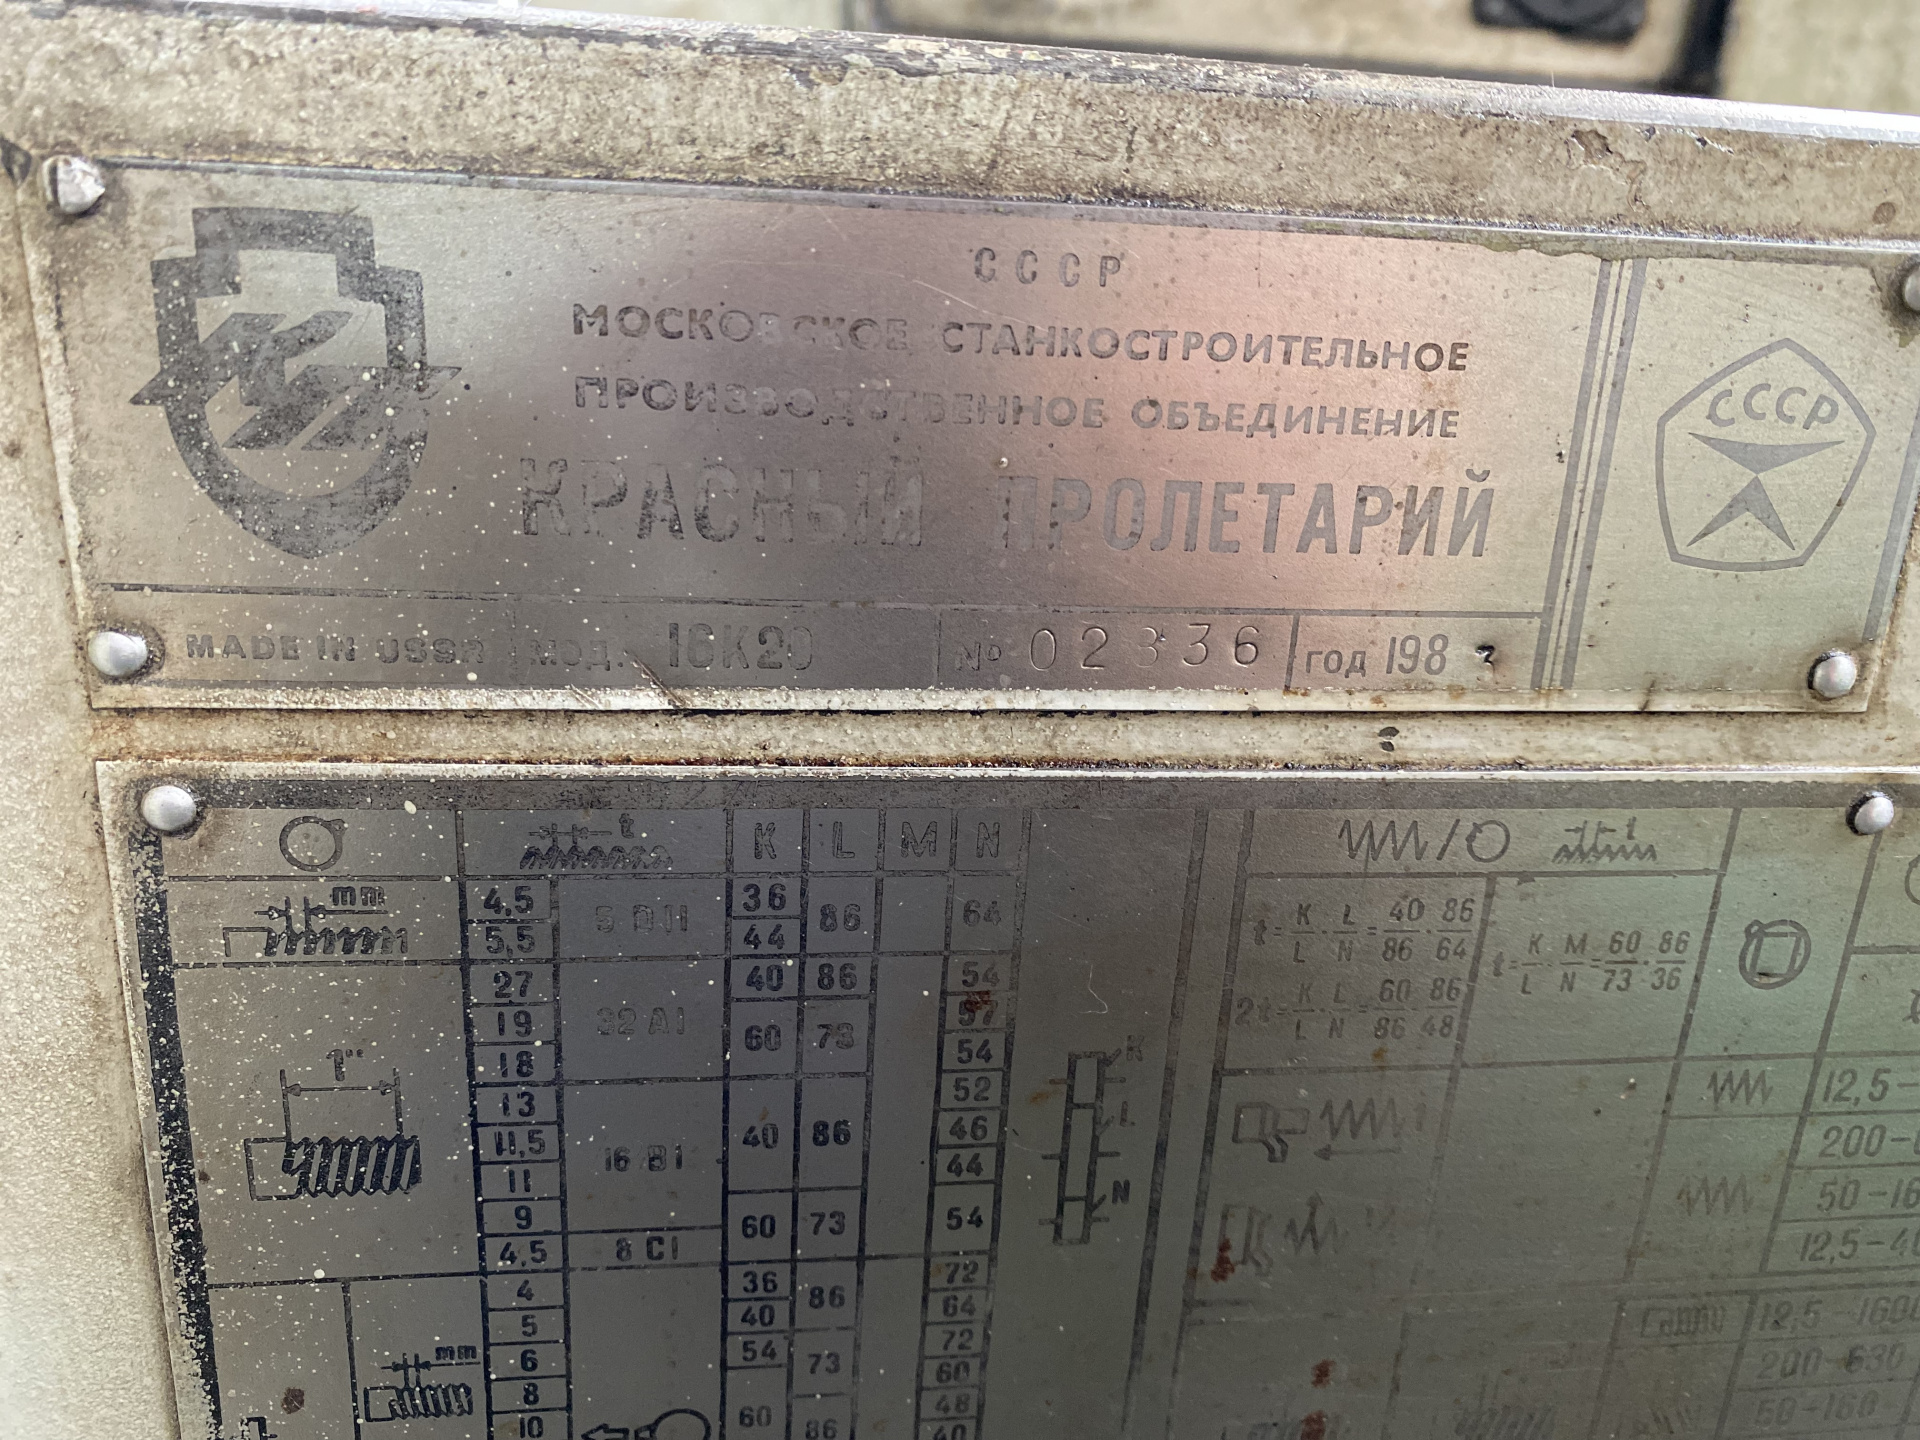 СССР
МОСКОВСКОЕ СТАНКОСТРОИТЕЛЬНОЕ
ПРОИЗВОДСТВЕННОЕ ОБЪЕДИНЕНИЕ
КРАСНЫЙ ПРОЛЕТАРИЙ
СССР
MADE IN USSR МОД. 16К20 № 02336 ГОД 198
t K L M N
mm 4,5 5,5 36 44 86 64
1" 27 19 18 32 A 1 40 60 86 73 54 57 54
13 11,5 11 9 16 B 1 40 60 86 73 52 46 44 54
4,5 8 C 1
mm 4 5 6 8 10 36 40 54 60 86 73 86 72 64 72 60 48 40
t
t = K/L · L/N = 40/86 · 86/64
2t = K/L · L/N = 60/86 · 86/48
t = K/L · M/N = 60/73 · 86/36
K
L
N
12,5-
200-
50-16
12,5-40
12,5-1600
200-630
50-160